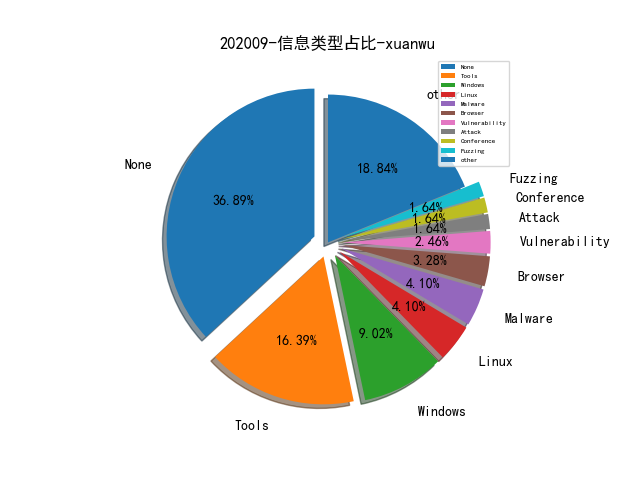 202009-信息类型占比-xuanwu
None
Tools
Windows
Linux
Malware
Browser
Vulnerability
Attack
Conference
Fuzzing
other
18.84%
None
36.89%
Fuzzing
1.64%
Conference
1.64%
Attack
1.64%
Vulnerability
2.46%
Browser
3.28%
Malware
4.10%
Linux
4.10%
Windows
9.02%
Tools
16.39%